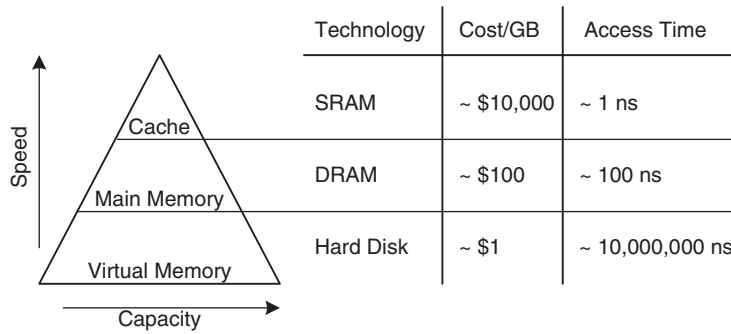 Technology Cost/GB Access Time
SRAM ~ $10,000 ~ 1 ns
Cache
DRAM ~ $100 ~ 100 ns
Main Memory
Hard Disk ~ $1 ~ 10,000,000 ns
Virtual Memory
Speed
Capacity